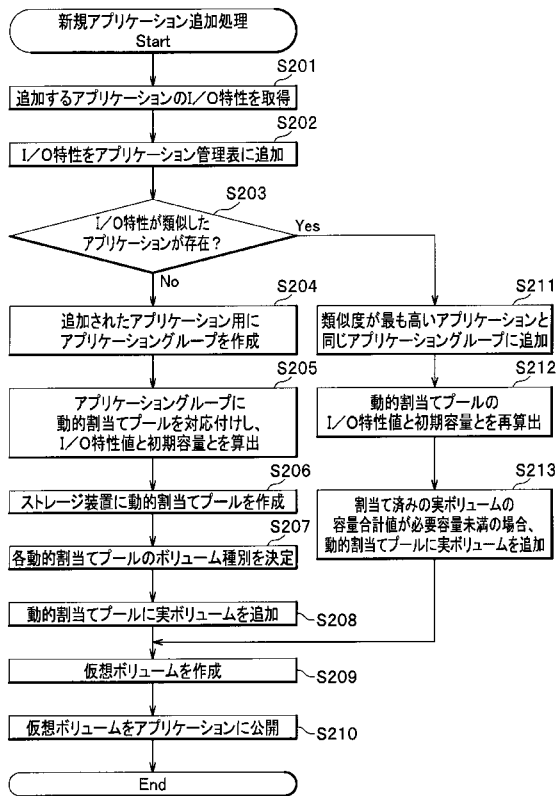 新規アプリケーション追加処理
Start
S201
追加するアプリケーションのI/O特性を取得
S202
I/O特性をアプリケーション管理表に追加
S203
I/O特性が類似した
アプリケーションが存在?
Yes
No
S204
追加されたアプリケーション用に
アプリケーショングループを作成
S205
アプリケーショングループに
動的割当てプールを対応付けし、
I/O特性値と初期容量とを算出
S206
ストレージ装置に動的割当てプールを作成
S207
各動的割当てプールのボリューム種別を決定
動的割当てプールに実ボリュームを追加
S208
S211
類似度が最も高いアプリケーションと
同じアプリケーショングループに追加
S212
動的割当てプールの
I/O特性値と初期容量とを再算出
S213
割当て済みの実ボリュームの
容量合計値が必要容量未満の場合、
動的割当てプールに実ボリュームを追加
仮想ボリュームを作成
S209
仮想ボリュームをアプリケーションに公開
S210
End